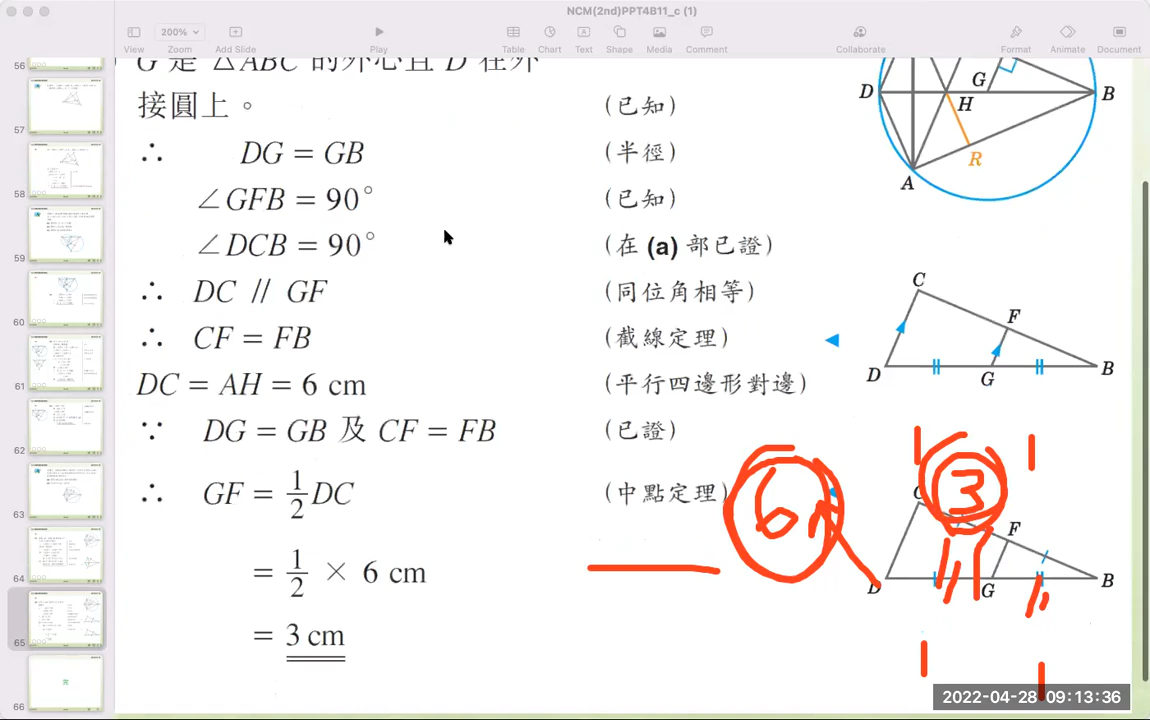 NCM(2nd)PPT4B11_c (1)
200%
View
Zoom
Add Slide
Play
Table
Chart
Text
Shape
Media
Comment
Collaborate
Format
Animate
Document
56
57
58
59
60
61
62
63
64
65
66
G 是 △ABC 的外心且 D 在外
接圓上。 (已知)
∴ DG = GB (半徑)
∠GFB = 90° (已知)
∠DCB = 90° (在 (a) 部已證)
∴ DC // GF (同位角相等)
∴ CF = FB (截線定理)
DC = AH = 6 cm (平行四邊形對邊)
∵ DG = GB 及 CF = FB (已證)
∴ GF = 1/2 DC (中點定理)
= 1/2 × 6 cm
= 3 cm
D
G
H
B
R
A
C
F
D
G
B
6
3
C
F
D
G
B
2022-04-28 09:13:36